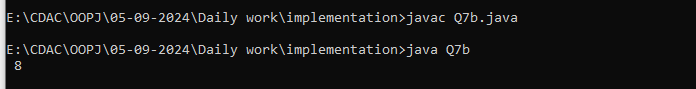 E:\CDAC\OOPJ\05-09-2024\Daily work\implementation>javac Q7b.java
E:\CDAC\OOPJ\05-09-2024\Daily work\implementation>java Q7b
8